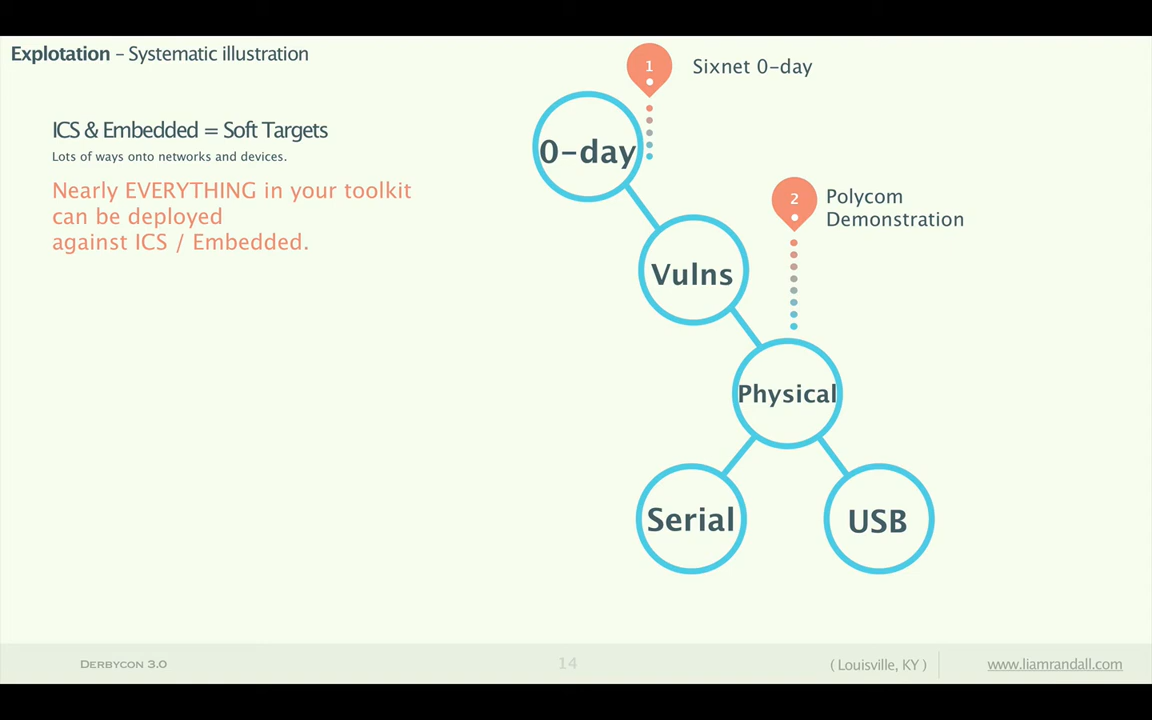 Explotation – Systematic illustration
ICS & Embedded = Soft Targets
Lots of ways onto networks and devices.
Nearly EVERYTHING in your toolkit
can be deployed
against ICS / Embedded.
1
Sixnet 0-day
0-day
2
Polycom
Demonstration
Vulns
Physical
Serial
USB
DERBYCON 3.0
14
( Louisville, KY )
www.liamrandall.com